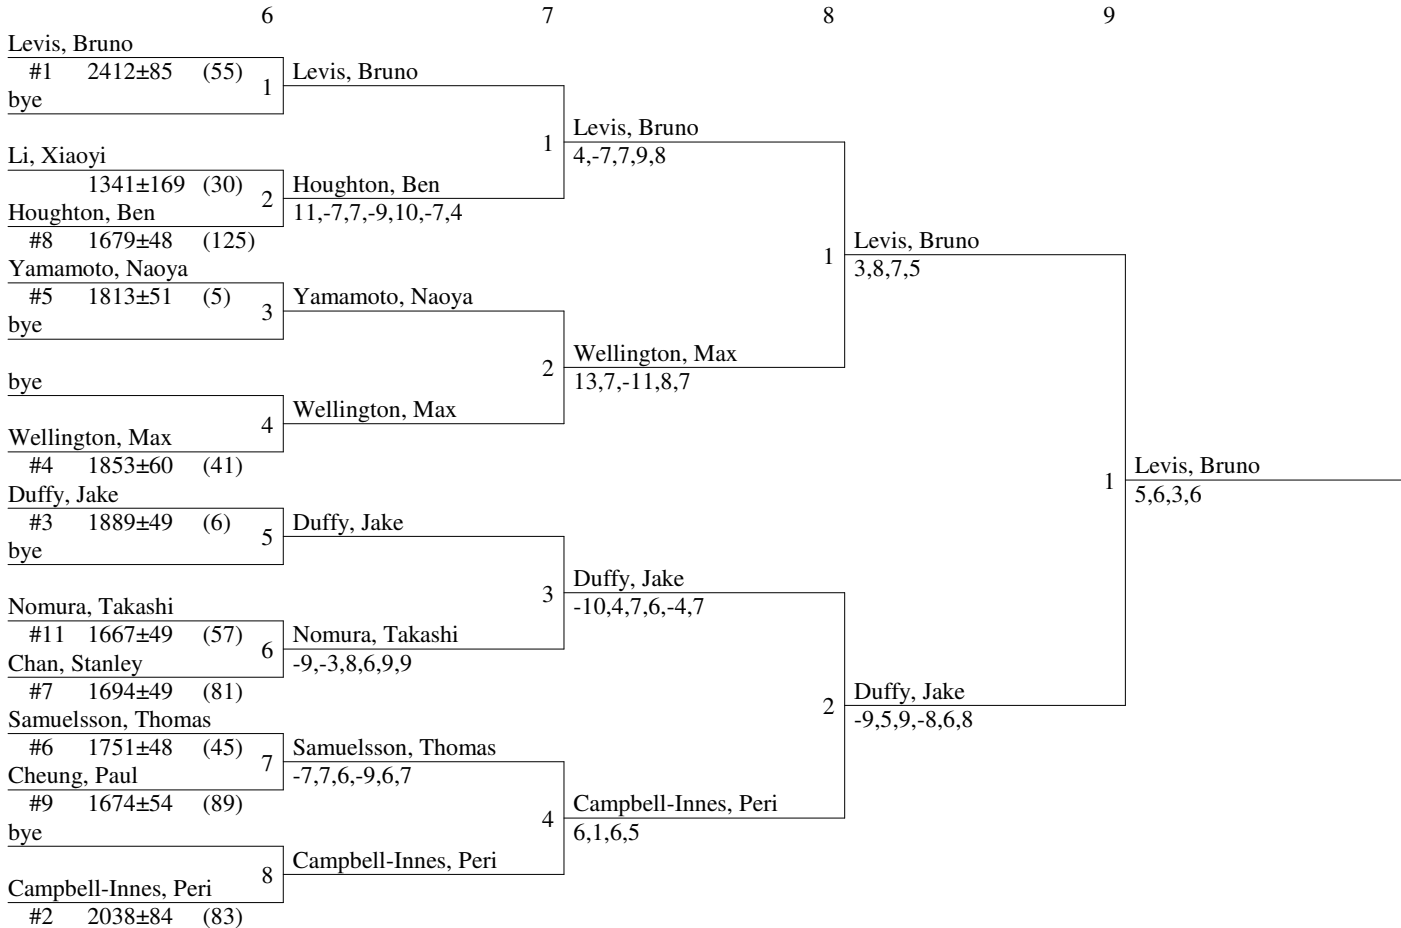 6 7 8 9
Levis, Bruno
#1 2412±85 (55)
bye
1
Levis, Bruno
Li, Xiaoyi
1341±169 (30)
Houghton, Ben
#8 1679±48 (125)
2
Houghton, Ben
11,-7,7,-9,10,-7,4
1
Levis, Bruno
4,-7,7,9,8
Yamamoto, Naoya
#5 1813±51 (5)
bye
3
Yamamoto, Naoya
bye
Wellington, Max
#4 1853±60 (41)
4
Wellington, Max
2
Wellington, Max
13,7,-11,8,7
1
Levis, Bruno
3,8,7,5
Duffy, Jake
#3 1889±49 (6)
bye
5
Duffy, Jake
Nomura, Takashi
#11 1667±49 (57)
Chan, Stanley
#7 1694±49 (81)
6
Nomura, Takashi
-9,-3,8,6,9,9
3
Duffy, Jake
-10,4,7,6,-4,7
Samuelsson, Thomas
#6 1751±48 (45)
Cheung, Paul
#9 1674±54 (89)
7
Samuelsson, Thomas
-7,7,6,-9,6,7
bye
Campbell-Innes, Peri
#2 2038±84 (83)
8
Campbell-Innes, Peri
4
Campbell-Innes, Peri
6,1,6,5
2
Duffy, Jake
-9,5,9,-8,6,8
1
Levis, Bruno
5,6,3,6